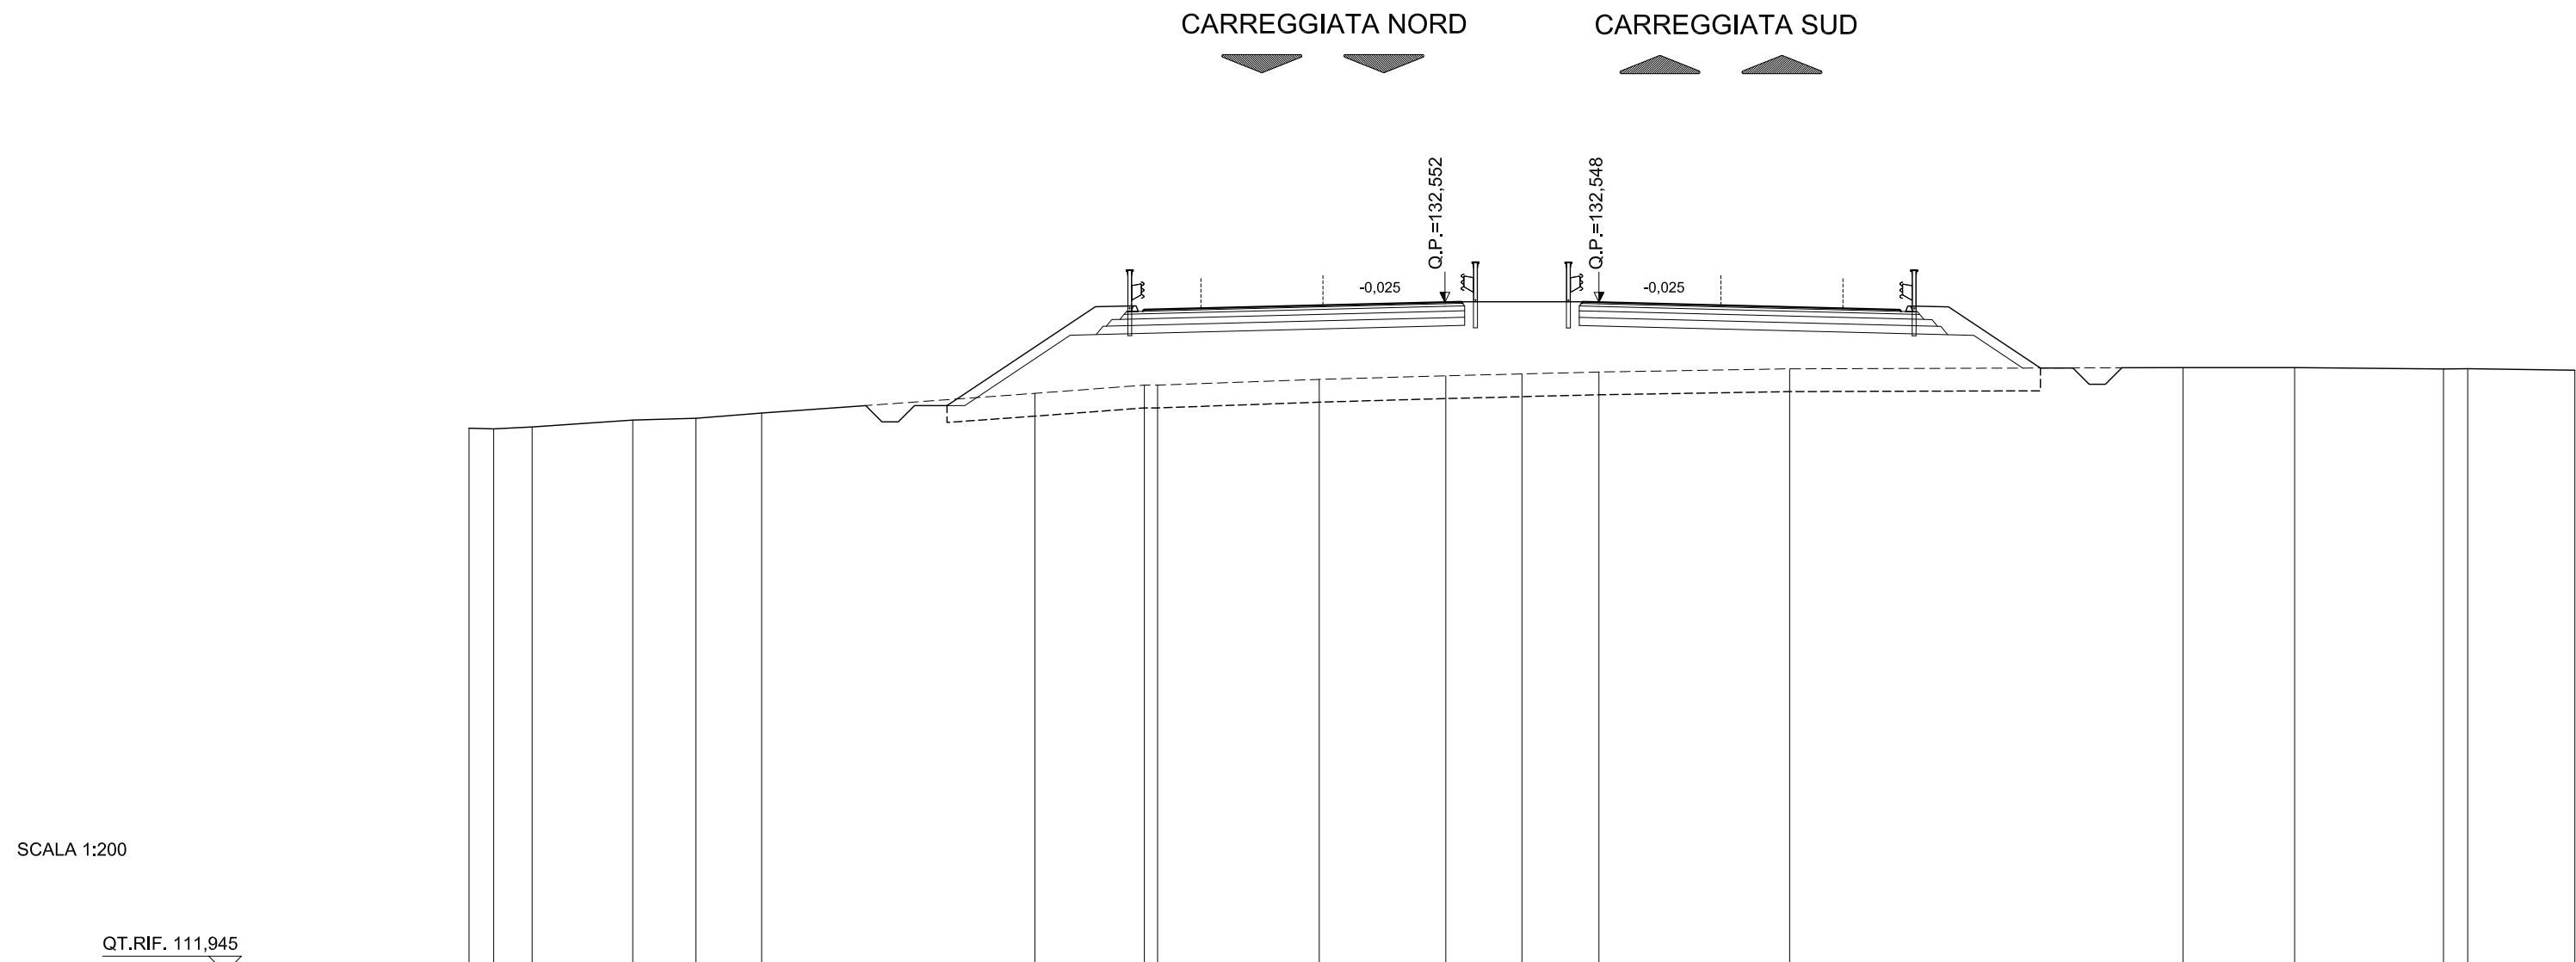 CARREGGIATA NORD
CARREGGIATA SUD
Q.P.=132,552
Q.P.=132,548
-0,025
-0,025
SCALA 1:200
QT.RIF. 111,945